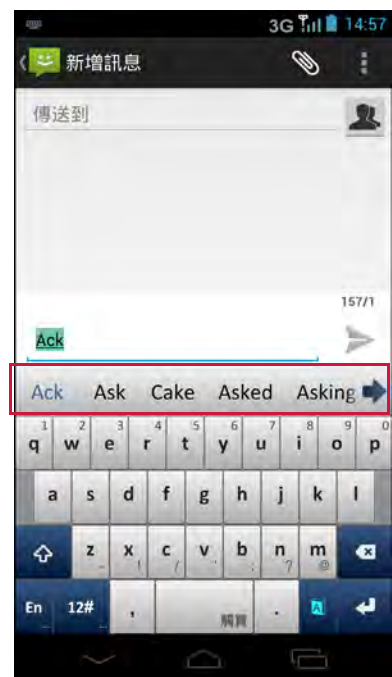 3G 14:57
新增訊息
傳送到
157/1
Ack
Ack Ask Cake Asked Asking
1 2 3 4 5 6 7 8 9 0
q w e r t y u i o p
a s d f g h j k l
z x c v b n m
_ ! / ; ? @
En 12# , .